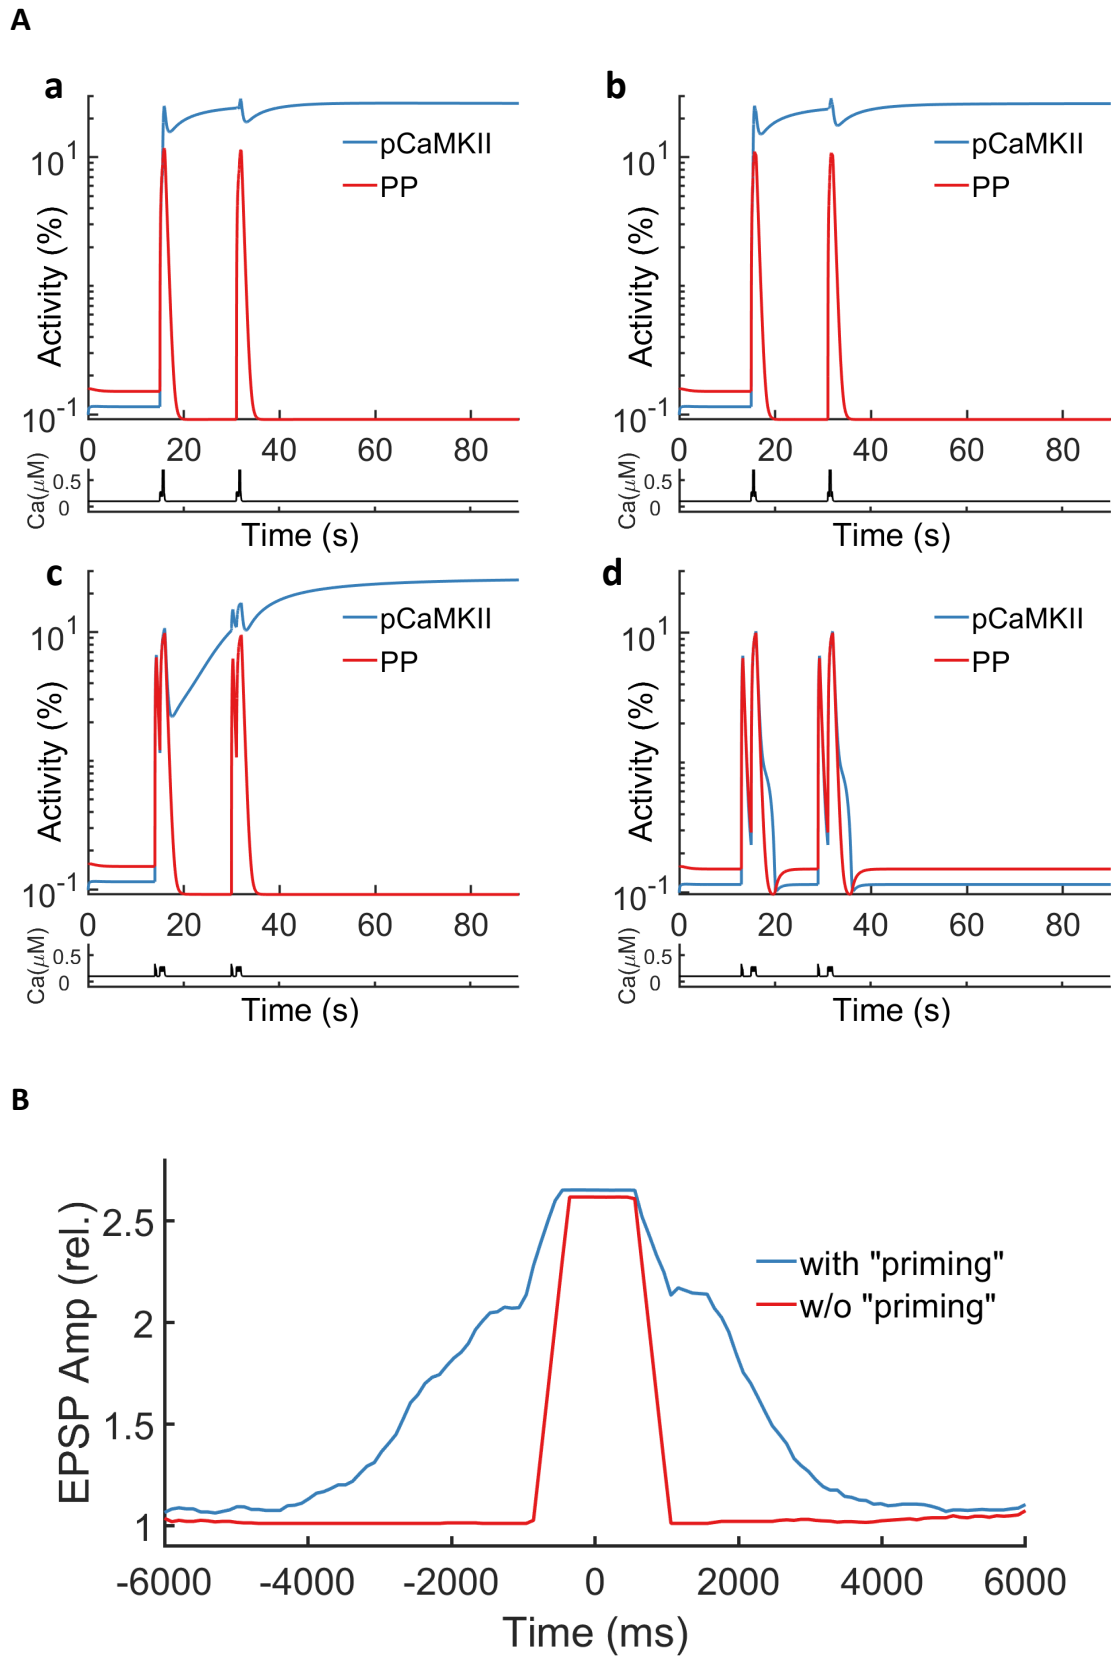 A
a
b
10^1
pCaMKII
PP
Activity (%)
10^-1
0 20 40 60 80
Ca(μM)
0.5
0
Time (s)
10^1
pCaMKII
PP
Activity (%)
10^-1
0 20 40 60 80
Ca(μM)
0.5
0
Time (s)
c
d
10^1
pCaMKII
PP
Activity (%)
10^-1
0 20 40 60 80
Ca(μM)
0.5
0
Time (s)
10^1
pCaMKII
PP
Activity (%)
10^-1
0 20 40 60 80
Ca(μM)
0.5
0
Time (s)
B
EPSP Amp (rel.)
2.5
2
1.5
1
with "priming"
w/o "priming"
-6000 -4000 -2000 0 2000 4000 6000
Time (ms)